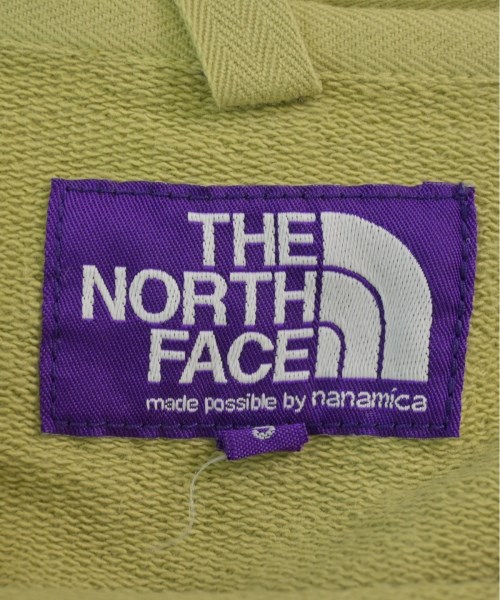 THE
NORTH
FACE
made possible by nanamica